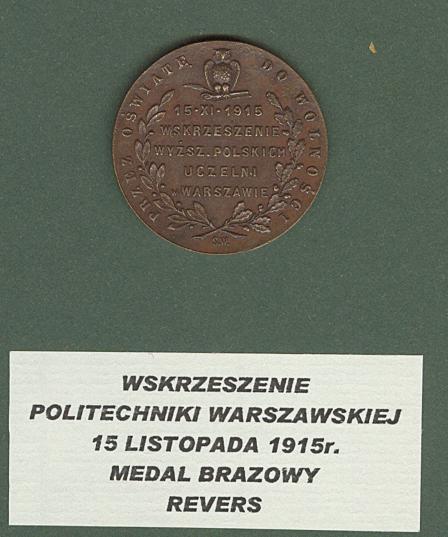 PRZEZ OŚWIATĘ DO WOLNOŚCI
15·XI·1915
WSKRZESZENIE
WYŻSZ. POLSKICH
UCZELNI
W WARSZAWIE
WSKRZESZENIE
POLITECHNIKI WARSZAWSKIEJ
15 LISTOPADA 1915r.
MEDAL BRAZOWY
REVERS